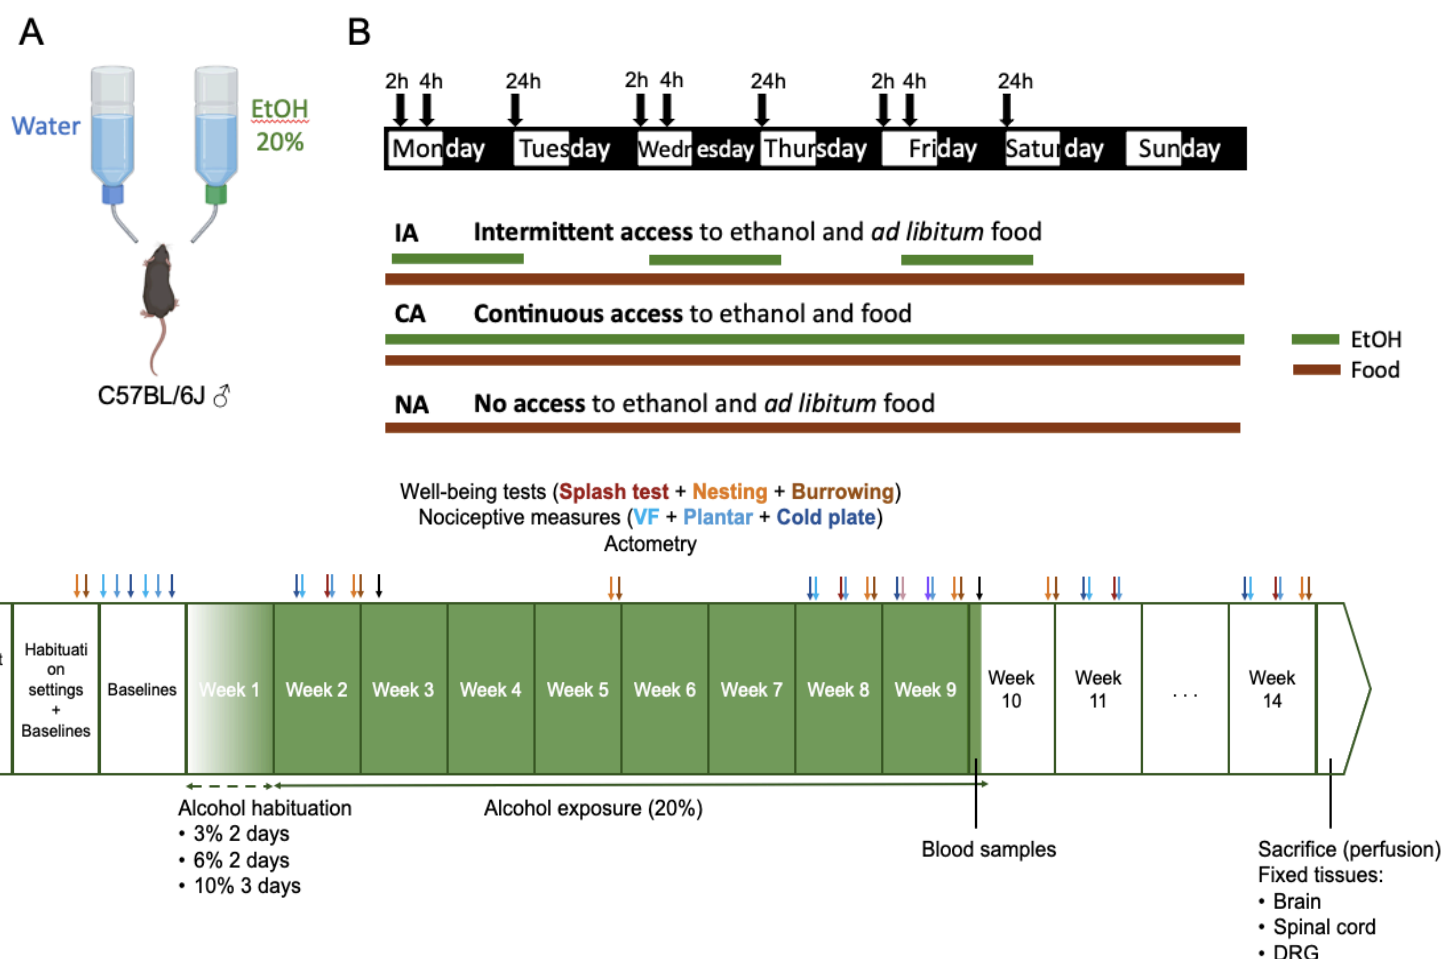 A
B
Water
EtOH
20%
C57BL/6J ♂
2h 4h 24h 2h 4h 24h 2h 4h 24h
Monday Tuesday Wednesday Thursday Friday Saturday Sunday
IA Intermittent access to ethanol and ad libitum food
CA Continuous access to ethanol and food
NA No access to ethanol and ad libitum food
EtOH
Food
Well-being tests (Splash test + Nesting + Burrowing)
Nociceptive measures (VF + Plantar + Cold plate)
Actometry
t
Habituati
on
settings
+
Baselines
Baselines
Week 1
Week 2
Week 3
Week 4
Week 5
Week 6
Week 7
Week 8
Week 9
Week
10
Week
11
. . .
Week
14
Alcohol habituation
• 3% 2 days
• 6% 2 days
• 10% 3 days
Alcohol exposure (20%)
Blood samples
Sacrifice (perfusion)
Fixed tissues:
• Brain
• Spinal cord
• DRG